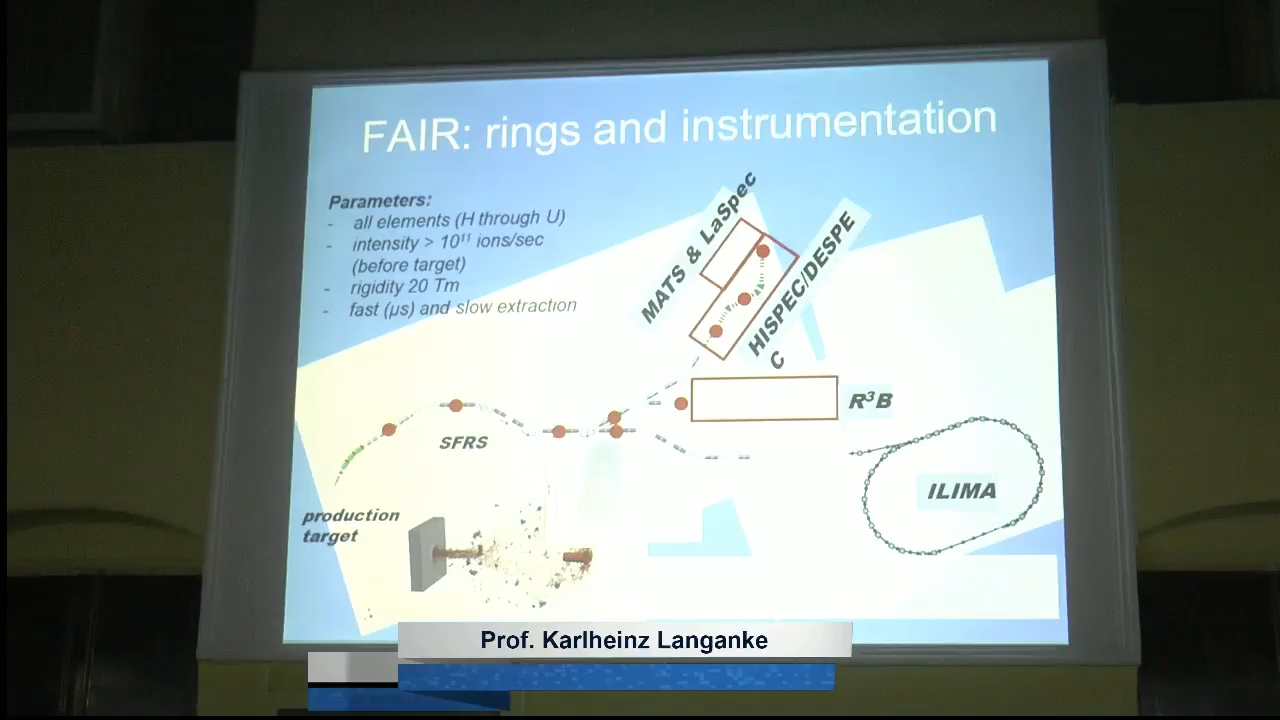 FAIR: rings and instrumentation
Parameters:
- all elements (H through U)
- intensity > 10¹¹ ions/sec
(before target)
- rigidity 20 Tm
- fast (µs) and slow extraction
MATS & LaSpec
HISPEC/DESPE
C
R³B
SFRS
ILIMA
production
target
Prof. Karlheinz Langanke